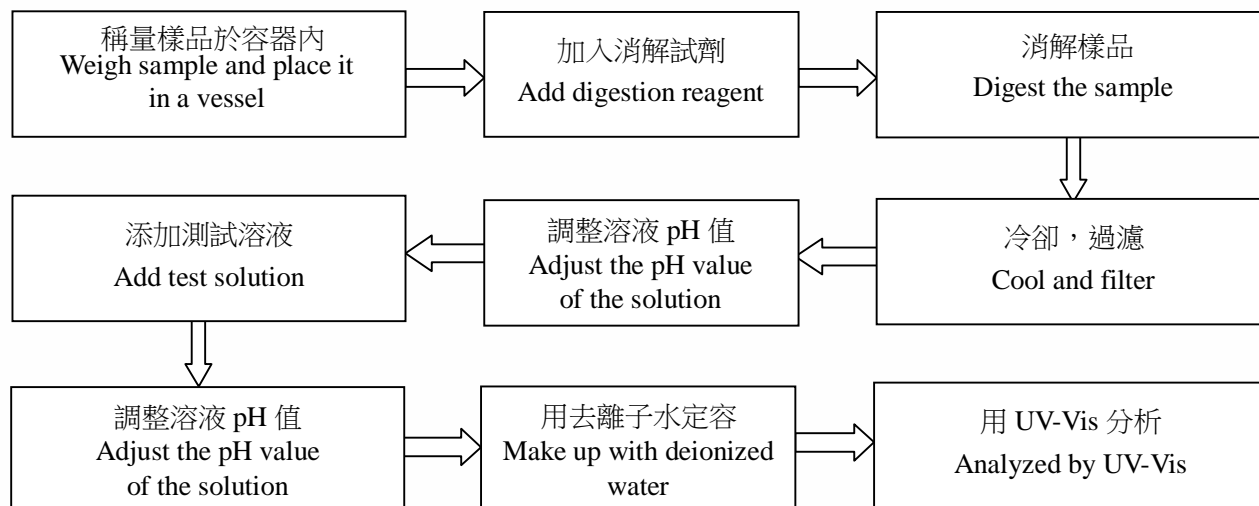 稱量樣品於容器內
Weigh sample and place it
in a vessel
加入消解試劑
Add digestion reagent
消解樣品
Digest the sample
冷卻，過濾
Cool and filter
調整溶液 pH 值
Adjust the pH value
of the solution
添加測試溶液
Add test solution
調整溶液 pH 值
Adjust the pH value
of the solution
用去離子水定容
Make up with deionized
water
用 UV-Vis 分析
Analyzed by UV-Vis